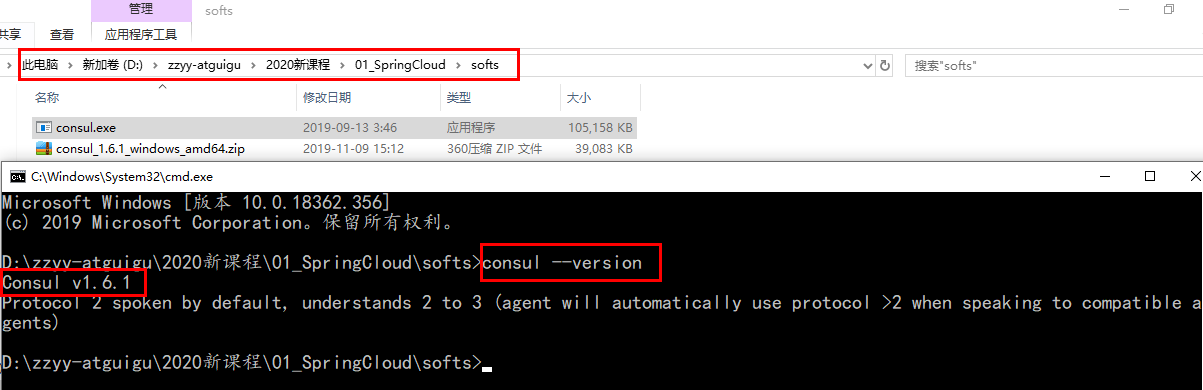 管理
softs
共享
查看
应用程序工具
此电脑 > 新加卷 (D:) > zzyy-atguigu > 2020新课程 > 01_SpringCloud > softs
搜索"softs"
名称 修改日期 类型 大小
consul.exe 2019-09-13 3:46 应用程序 105,158 KB
consul_1.6.1_windows_amd64.zip 2019-11-09 15:12 360压缩 ZIP 文件 39,083 KB
C:\Windows\System32\cmd.exe
Microsoft Windows [版本 10.0.18362.356]
(c) 2019 Microsoft Corporation。保留所有权利。
D:\zzyy-atguigu\2020新课程\01_SpringCloud\softs>consul --version
Consul v1.6.1
Protocol 2 spoken by default, understands 2 to 3 (agent will automatically use protocol >2 when speaking to compatible a
gents)
D:\zzyy-atguigu\2020新课程\01_SpringCloud\softs>